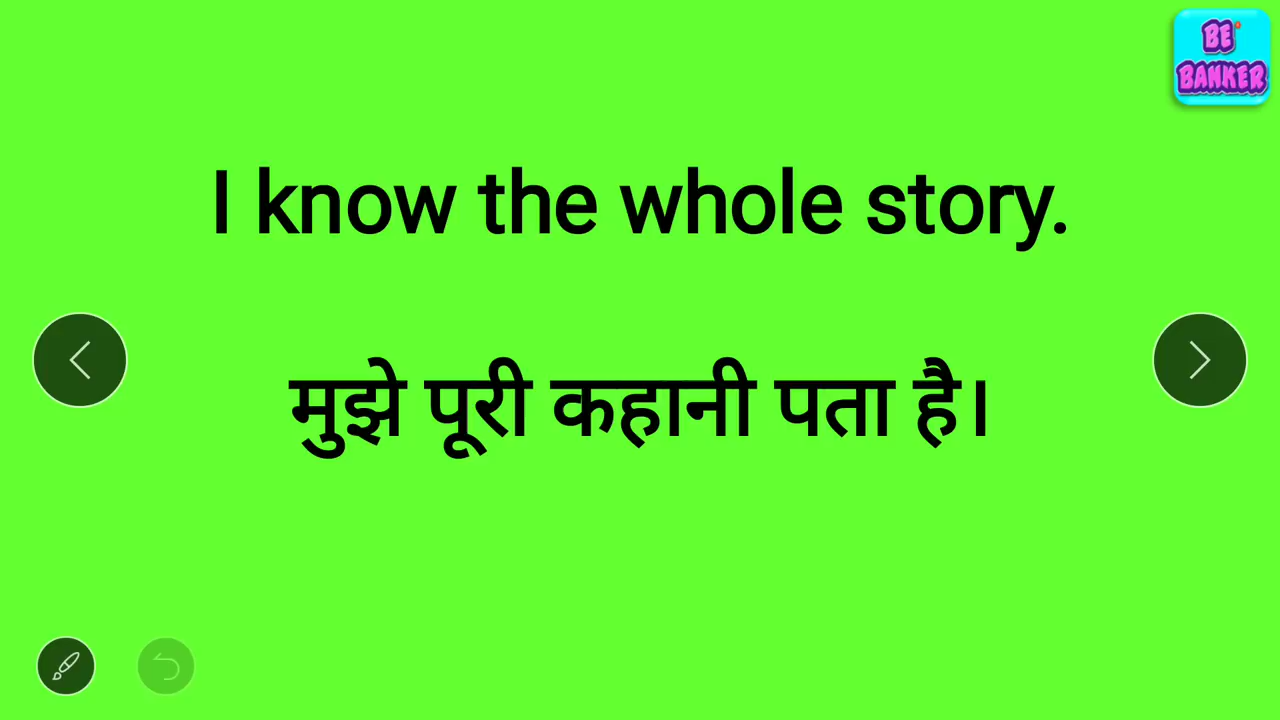 BE
BANKER
I know the whole story.
मुझे पूरी कहानी पता है।